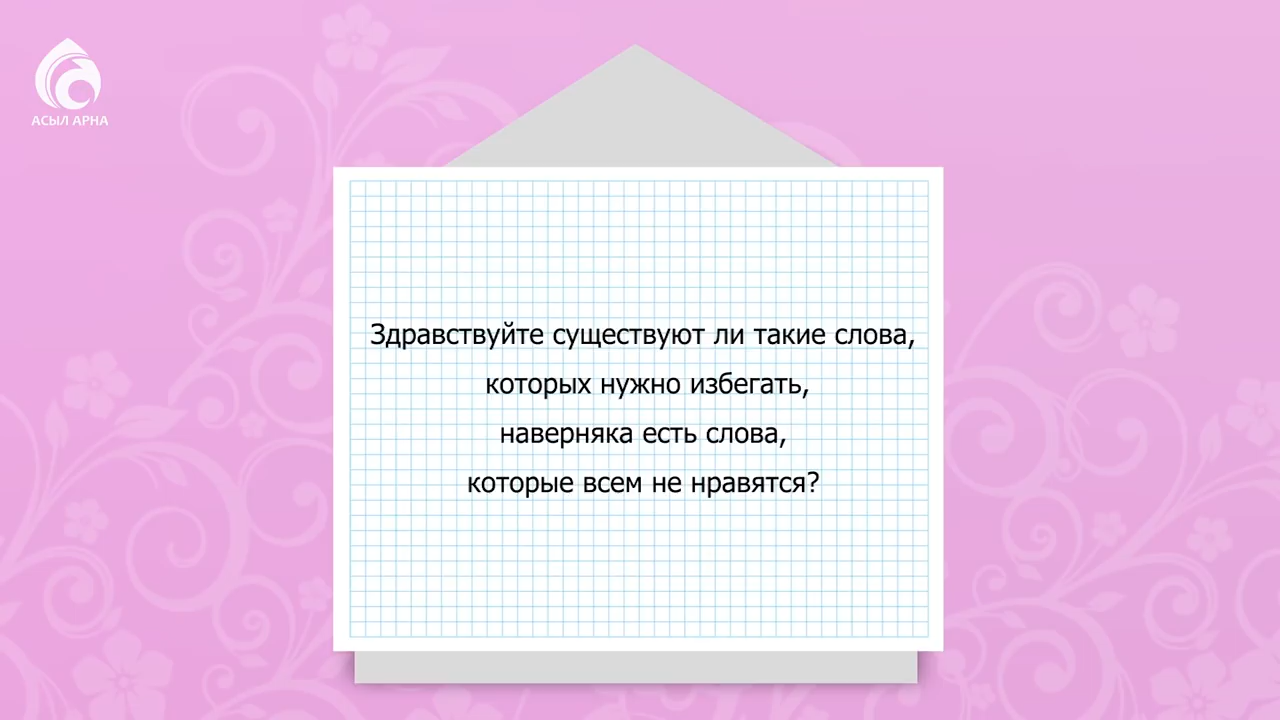 АСЫЛ АРНА
Здравствуйте существуют ли такие слова,
которых нужно избегать,
наверняка есть слова,
которые всем не нравятся?